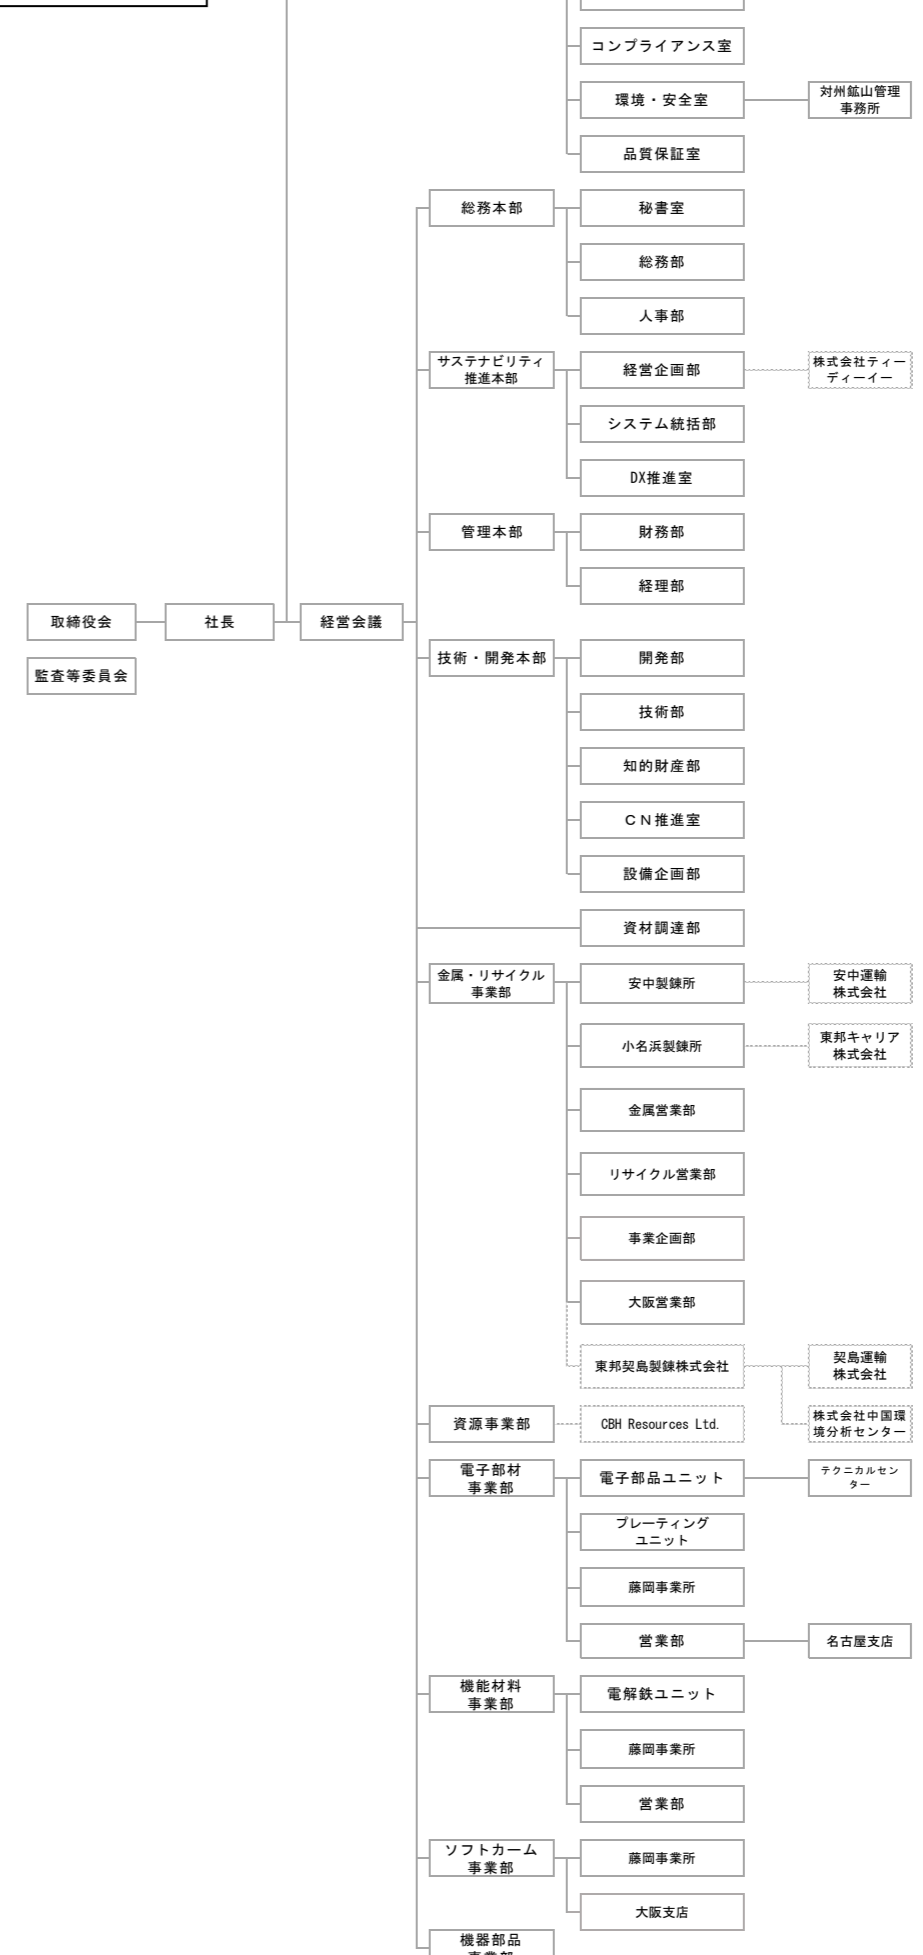 コンプライアンス室
環境・安全室
対州鉱山管理
事務所
品質保証室
総務本部
秘書室
総務部
人事部
サステナビリティ
推進本部
経営企画部
株式会社ティー
ディーイー
システム統括部
DX推進室
管理本部
財務部
経理部
取締役会
社長
経営会議
監査等委員会
技術・開発本部
開発部
技術部
知的財産部
ＣＮ推進室
設備企画部
資材調達部
金属・リサイクル
事業部
安中製錬所
安中運輸
株式会社
小名浜製錬所
東邦キャリア
株式会社
金属営業部
リサイクル営業部
事業企画部
大阪営業部
東邦契島製錬株式会社
契島運輸
株式会社
資源事業部
CBH Resources Ltd.
株式会社中国環
境分析センター
電子部材
事業部
電子部品ユニット
テクニカルセン
ター
プレーティング
ユニット
藤岡事業所
営業部
名古屋支店
機能材料
事業部
電解鉄ユニット
藤岡事業所
営業部
ソフトカーム
事業部
藤岡事業所
大阪支店
機器部品
事業部